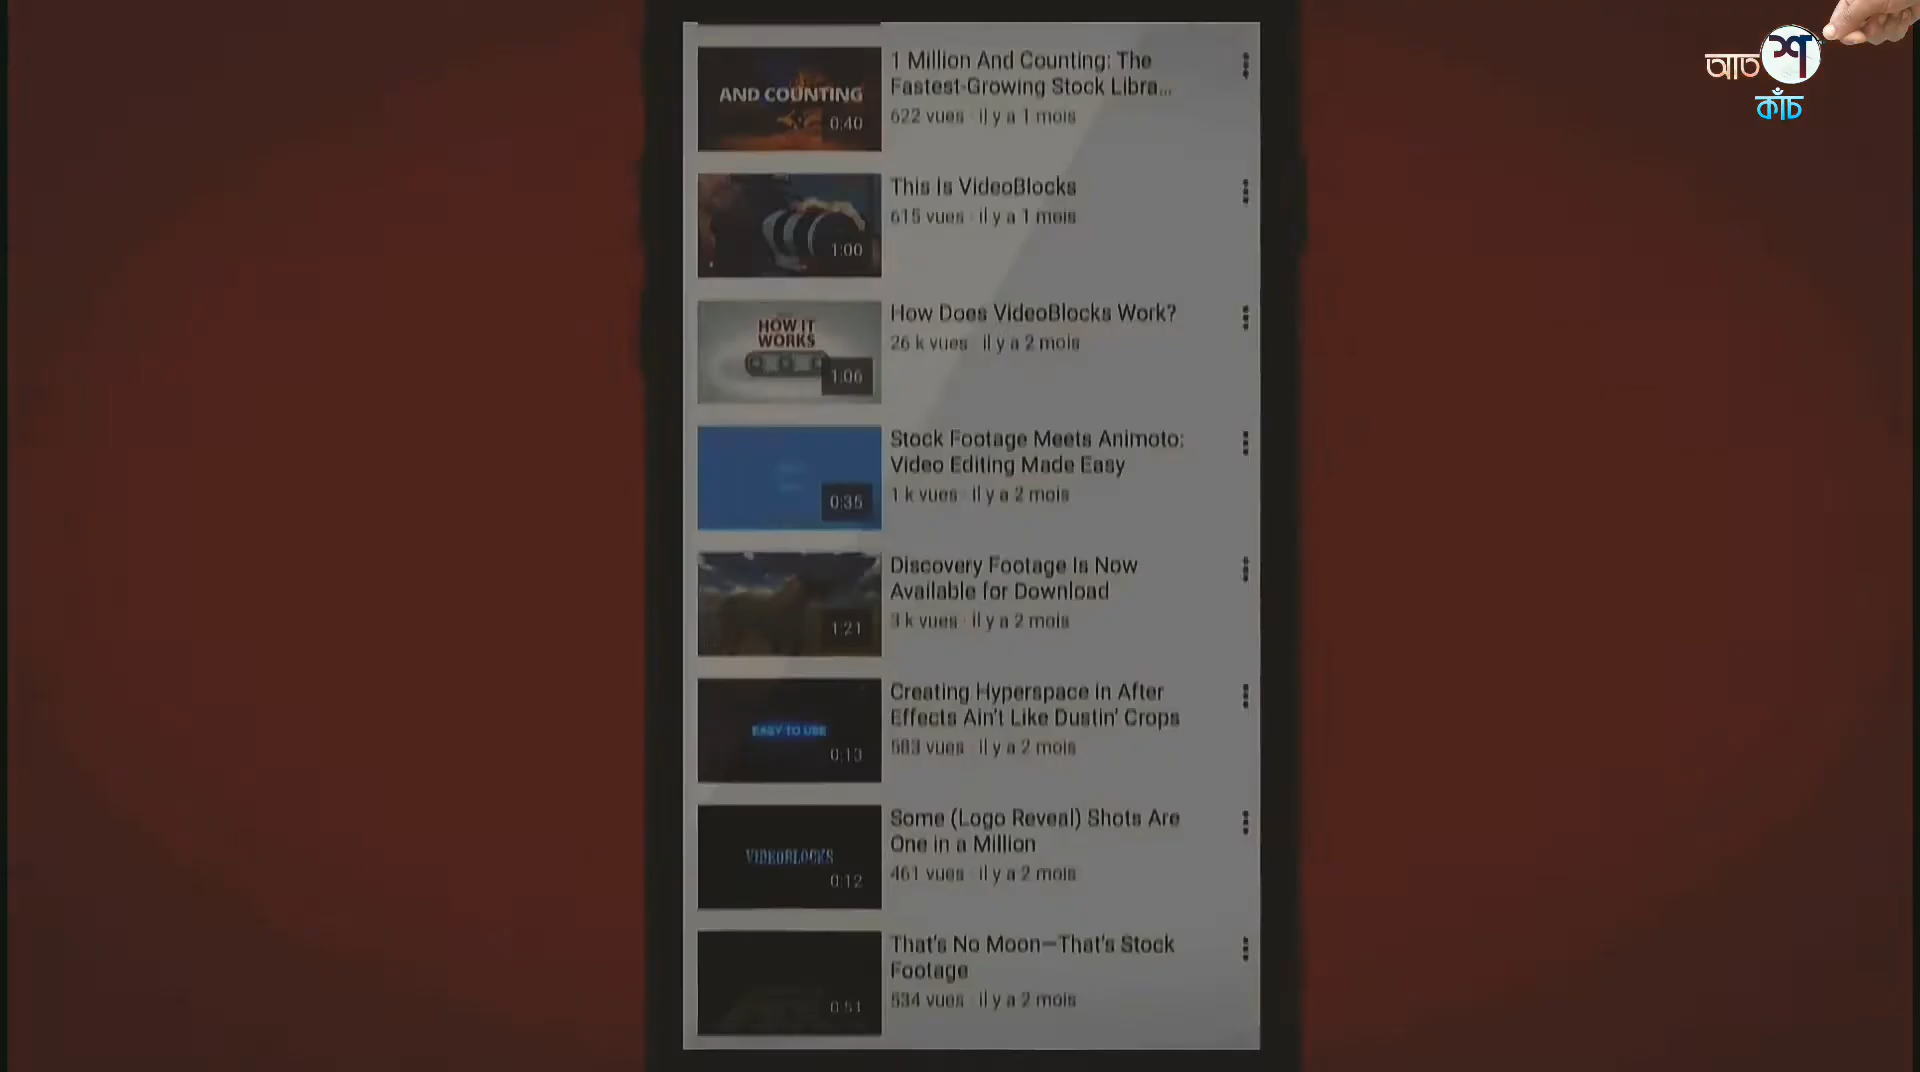 আতশ
কাঁচ
AND COUNTING
0:40
1 Million And Counting: The
Fastest-Growing Stock Libra...
622 vues · il y a 1 mois
1:00
This Is VideoBlocks
615 vues · il y a 1 mois
HOW IT
WORKS
1:06
How Does VideoBlocks Work?
26 k vues · il y a 2 mois
0:35
Stock Footage Meets Animoto:
Video Editing Made Easy
1 k vues · il y a 2 mois
1:21
Discovery Footage Is Now
Available for Download
3 k vues · il y a 2 mois
EASY TO USE
0:13
Creating Hyperspace in After
Effects Ain't Like Dustin' Crops
583 vues · il y a 2 mois
VIDEOBLOCKS
0:12
Some (Logo Reveal) Shots Are
One in a Million
461 vues · il y a 2 mois
0:51
That's No Moon—That's Stock
Footage
534 vues · il y a 2 mois